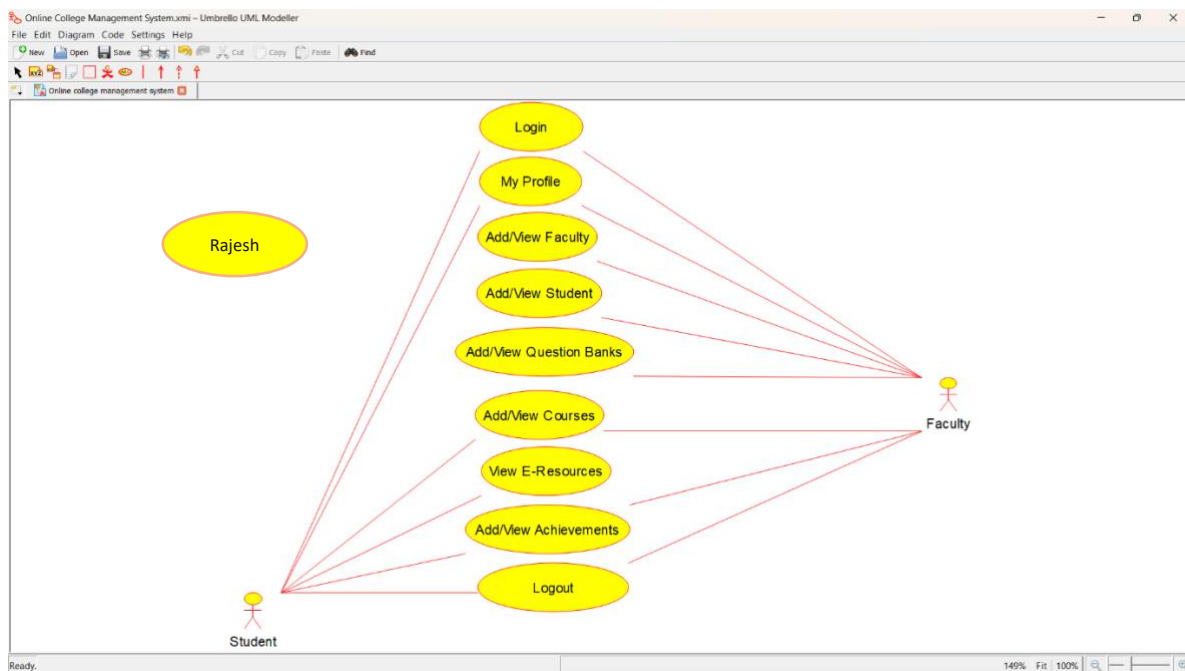 Online College Management System.xmi – Umbrello UML Modeller
File Edit Diagram Code Settings Help
New Open Save Cut Copy Paste Find
XYZ
Online college management system
Login
My Profile
Rajesh
Add/View Faculty
Add/View Student
Add/View Question Banks
Add/View Courses
Faculty
View E-Resources
Add/View Achievements
Logout
Student
Ready.
149% Fit 100%